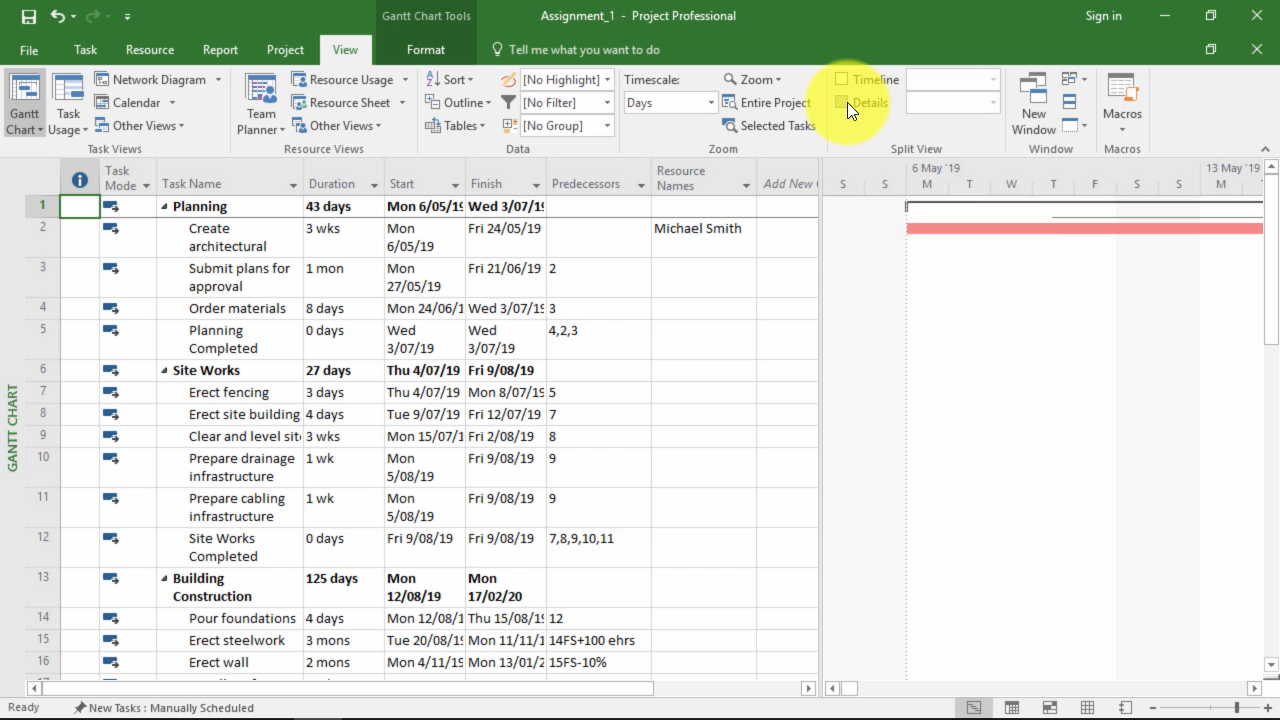 Gantt Chart Tools
Assignment_1 - Project Professional
Sign in
File Task Resource Report Project View Format Tell me what you want to do
Gantt Chart
Task Usage
Network Diagram
Calendar
Other Views
Task Views
Team Planner
Resource Usage
Resource Sheet
Other Views
Resource Views
Sort
Outline
Tables
[No Highlight]
[No Filter]
[No Group]
Data
Timescale:
Days
Zoom
Entire Project
Selected Tasks
Zoom
Timeline
Details
Split View
New Window
Window
Macros
Macros
Task Mode Task Name Duration Start Finish Predecessors Resource Names Add New
6 May '19 13 May '19
S S M T W T F S S M
1 Planning 43 days Mon 6/05/19 Wed 3/07/19
2 Create architectural 3 wks Mon 6/05/19 Fri 24/05/19 Michael Smith
3 Submit plans for approval 1 mon Mon 27/05/19 Fri 21/06/19 2
4 Order materials 8 days Mon 24/06/1 Wed 3/07/19 3
5 Planning Completed 0 days Wed 3/07/19 Wed 3/07/19 4,2,3
6 Site Works 27 days Thu 4/07/19 Fri 9/08/19
7 Erect fencing 3 days Thu 4/07/19 Mon 8/07/19 5
8 Erect site building 4 days Tue 9/07/19 Fri 12/07/19 7
9 Clear and level sit 3 wks Mon 15/07/1 Fri 2/08/19 8
10 Prepare drainage infrastructure 1 wk Mon 5/08/19 Fri 9/08/19 9
11 Prepare cabling infrastructure 1 wk Mon 5/08/19 Fri 9/08/19 9
12 Site Works Completed 0 days Fri 9/08/19 Fri 9/08/19 7,8,9,10,11
13 Building Construction 125 days Mon 12/08/19 Mon 17/02/20
14 Pour foundations 4 days Mon 12/08/1 Thu 15/08/19 12
15 Erect steelwork 3 mons Tue 20/08/19 Mon 11/11/1 14FS+100 ehrs
16 Erect wall 2 mons Mon 4/11/19 Mon 13/01/2 15FS-10%
GANTT CHART
Ready New Tasks : Manually Scheduled